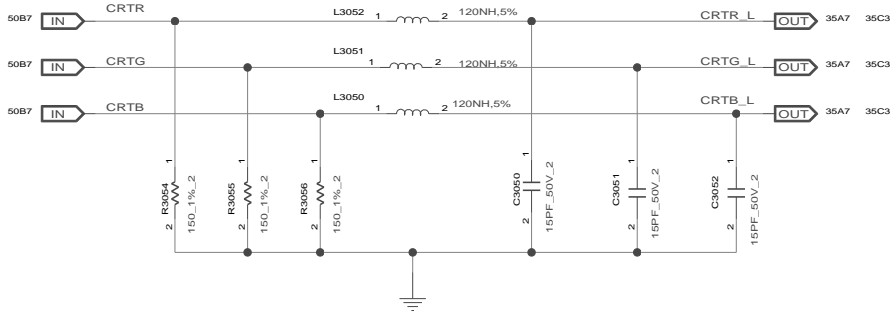 50B7 IN CRTR L3052 1 2 120NH,5% CRTR_L OUT 35A7 35C3
50B7 IN CRTG L3051 1 2 120NH,5% CRTG_L OUT 35A7 35C3
50B7 IN CRTB L3050 1 2 120NH,5% CRTB_L OUT 35A7 35C3
1 R3054 2 150_1%_2
1 R3055 2 150_1%_2
1 R3056 2 150_1%_2
1 C3050 2 15PF_50V_2
1 C3051 2 15PF_50V_2
1 C3052 2 15PF_50V_2